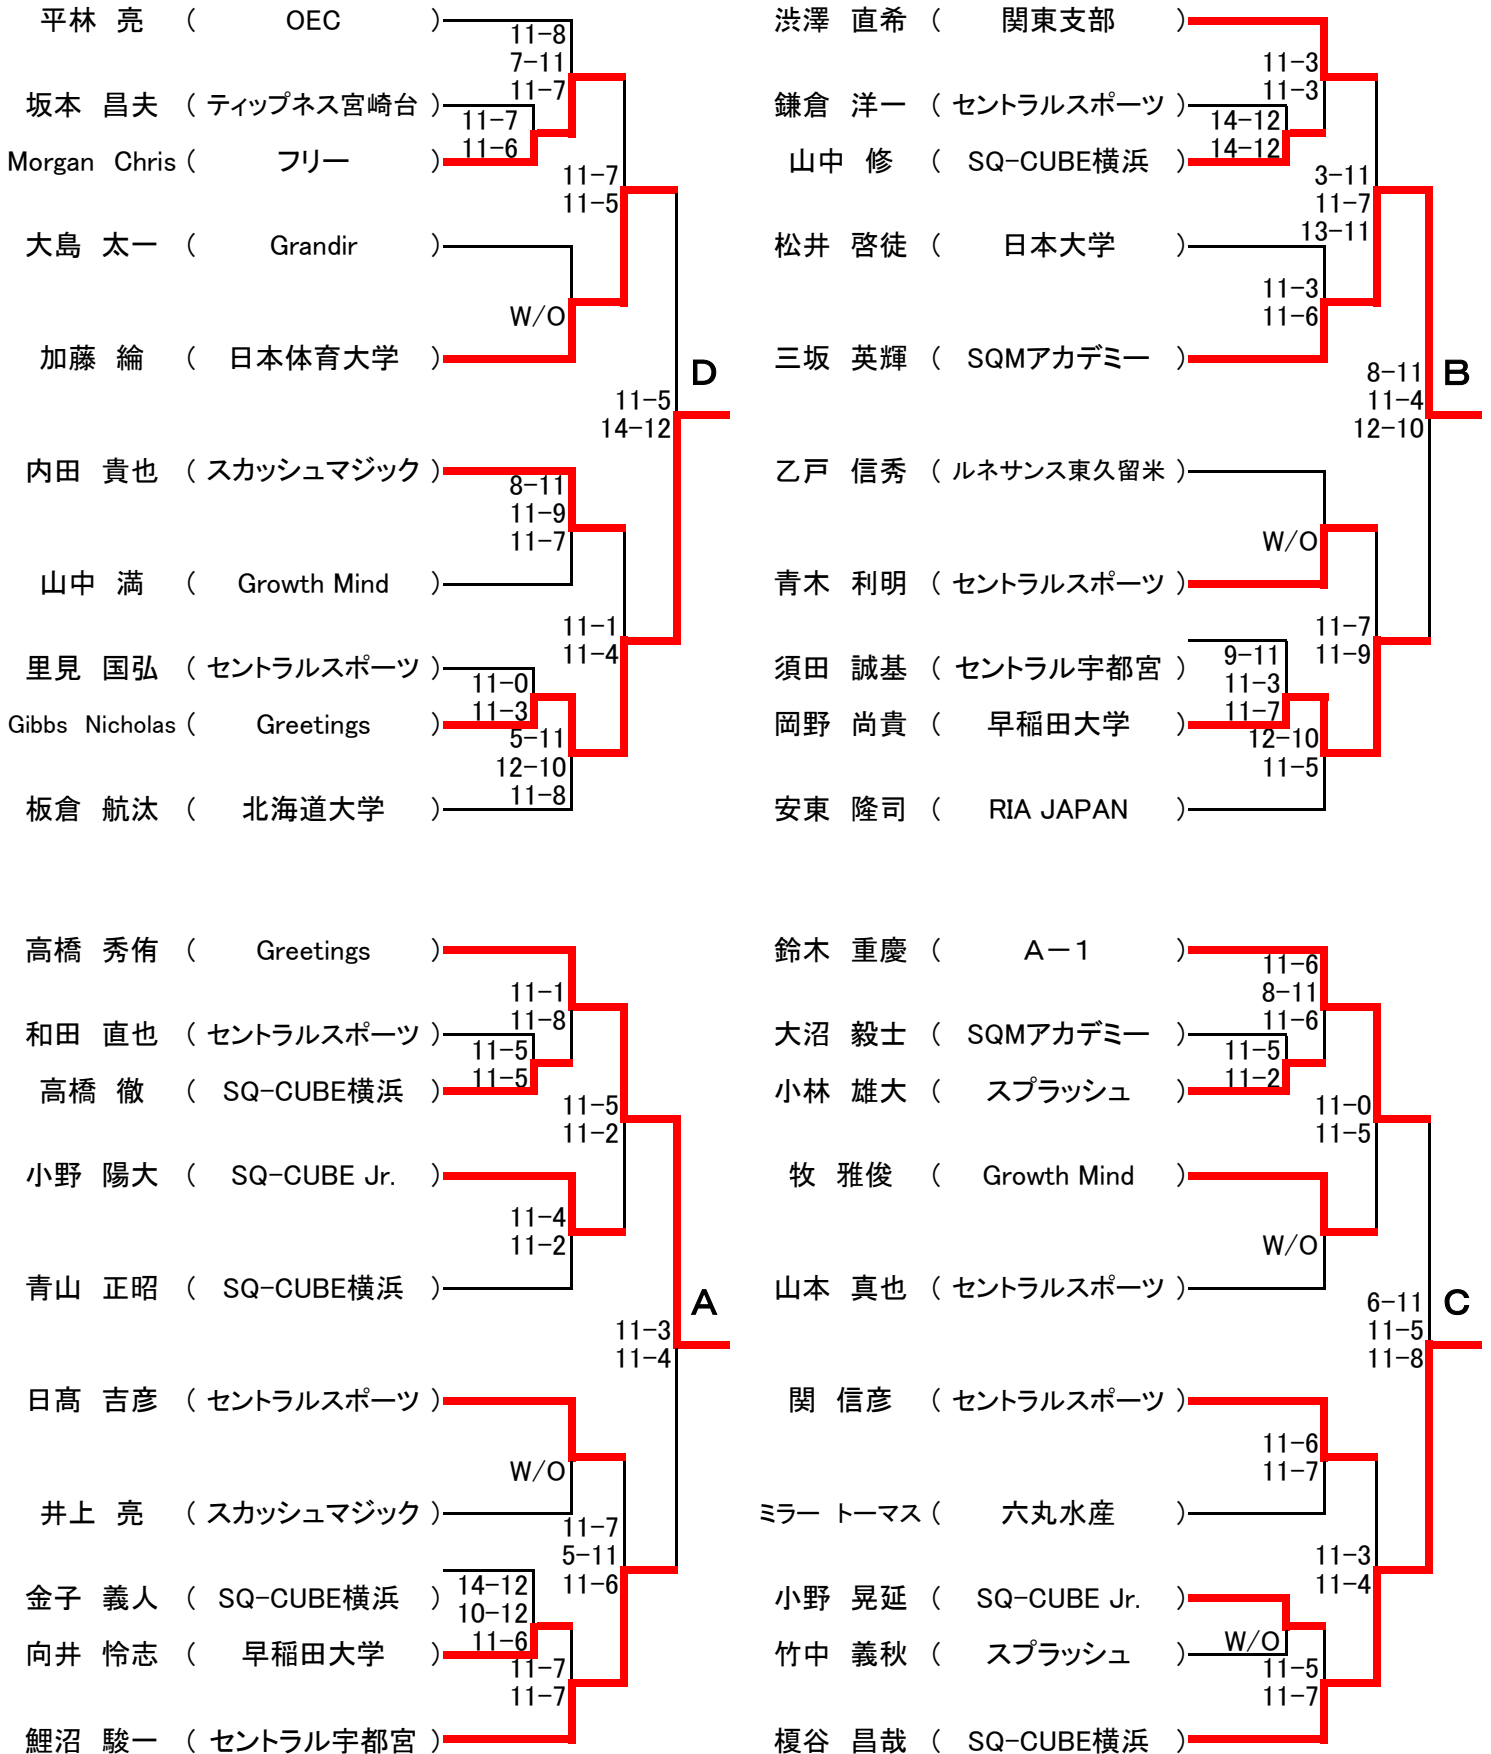 平林 亮 ( OEC )
11-8
7-11
11-7
坂本 昌夫 ( ティップネス宮崎台 )
11-7
11-6
Morgan Chris ( フリー )
11-7
11-5
大島 太一 ( Grandir )
W/O
加藤 綸 ( 日本体育大学 )
D
11-5
14-12
内田 貴也 ( スカッシュマジック )
8-11
11-9
11-7
山中 満 ( Growth Mind )
11-1
11-4
里見 国弘 ( セントラルスポーツ )
11-0
11-3
Gibbs Nicholas ( Greetings )
5-11
12-10
11-8
板倉 航汰 ( 北海道大学 )
渋澤 直希 ( 関東支部 )
11-3
11-3
鎌倉 洋一 ( セントラルスポーツ )
14-12
14-12
山中 修 ( SQ-CUBE横浜 )
3-11
11-7
13-11
松井 啓徒 ( 日本大学 )
11-3
11-6
三坂 英輝 ( SQMアカデミー )
B
8-11
11-4
12-10
乙戸 信秀 ( ルネサンス東久留米 )
W/O
青木 利明 ( セントラルスポーツ )
11-7
11-9
須田 誠基 ( セントラル宇都宮 )
9-11
11-3
11-7
岡野 尚貴 ( 早稲田大学 )
12-10
11-5
安東 隆司 ( RIA JAPAN )
高橋 秀侑 ( Greetings )
11-1
11-8
和田 直也 ( セントラルスポーツ )
11-5
11-5
高橋 徹 ( SQ-CUBE横浜 )
11-5
11-2
小野 陽大 ( SQ-CUBE Jr. )
11-4
11-2
青山 正昭 ( SQ-CUBE横浜 )
A
11-3
11-4
日髙 吉彦 ( セントラルスポーツ )
W/O
井上 亮 ( スカッシュマジック )
11-7
5-11
11-6
金子 義人 ( SQ-CUBE横浜 )
14-12
10-12
11-6
向井 怜志 ( 早稲田大学 )
11-7
11-7
鯉沼 駿一 ( セントラル宇都宮 )
鈴木 重慶 ( A-1 )
11-6
8-11
11-6
大沼 毅士 ( SQMアカデミー )
11-5
11-2
小林 雄大 ( スプラッシュ )
11-0
11-5
牧 雅俊 ( Growth Mind )
W/O
山本 真也 ( セントラルスポーツ )
C
6-11
11-5
11-8
関 信彦 ( セントラルスポーツ )
11-6
11-7
ミラー トーマス ( 六丸水産 )
11-3
11-4
小野 晃延 ( SQ-CUBE Jr. )
W/O
竹中 義秋 ( スプラッシュ )
11-5
11-7
榎谷 昌哉 ( SQ-CUBE横浜 )